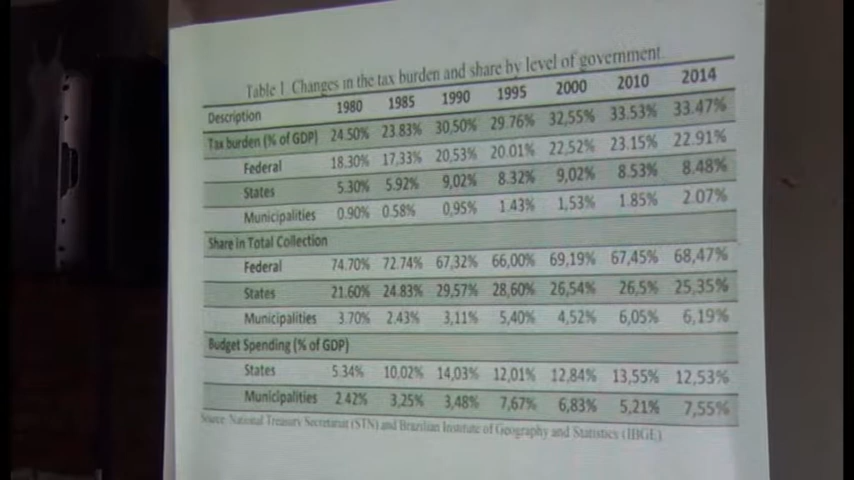 Table 1. Changes in the tax burden and share by level of government.
Description 1980 1985 1990 1995 2000 2010 2014
Tax burden (% of GDP) 24.50% 23.83% 30,50% 29.76% 32,55% 33.53% 33.47%
Federal 18.30% 17,33% 20,53% 20.01% 22,52% 23.15% 22.91%
States 5.30% 5.92% 9,02% 8.32% 9,02% 8.53% 8.48%
Municipalities 0.90% 0.58% 0,95% 1.43% 1,53% 1.85% 2.07%
Share in Total Collection
Federal 74.70% 72.74% 67,32% 66,00% 69,19% 67,45% 68,47%
States 21.60% 24,83% 29,57% 28,60% 26,54% 26,5% 25,35%
Municipalities 3.70% 2.43% 3,11% 5,40% 4,52% 6,05% 6,19%
Budget Spending (% of GDP)
States 5.34% 10,02% 14,03% 12,01% 12,84% 13,55% 12,53%
Municipalities 2.42% 3,25% 3,48% 7,67% 6,83% 5,21% 7,55%
Source: National Treasury Secretariat (STN) and Brazilian Institute of Geography and Statistics (IBGE)